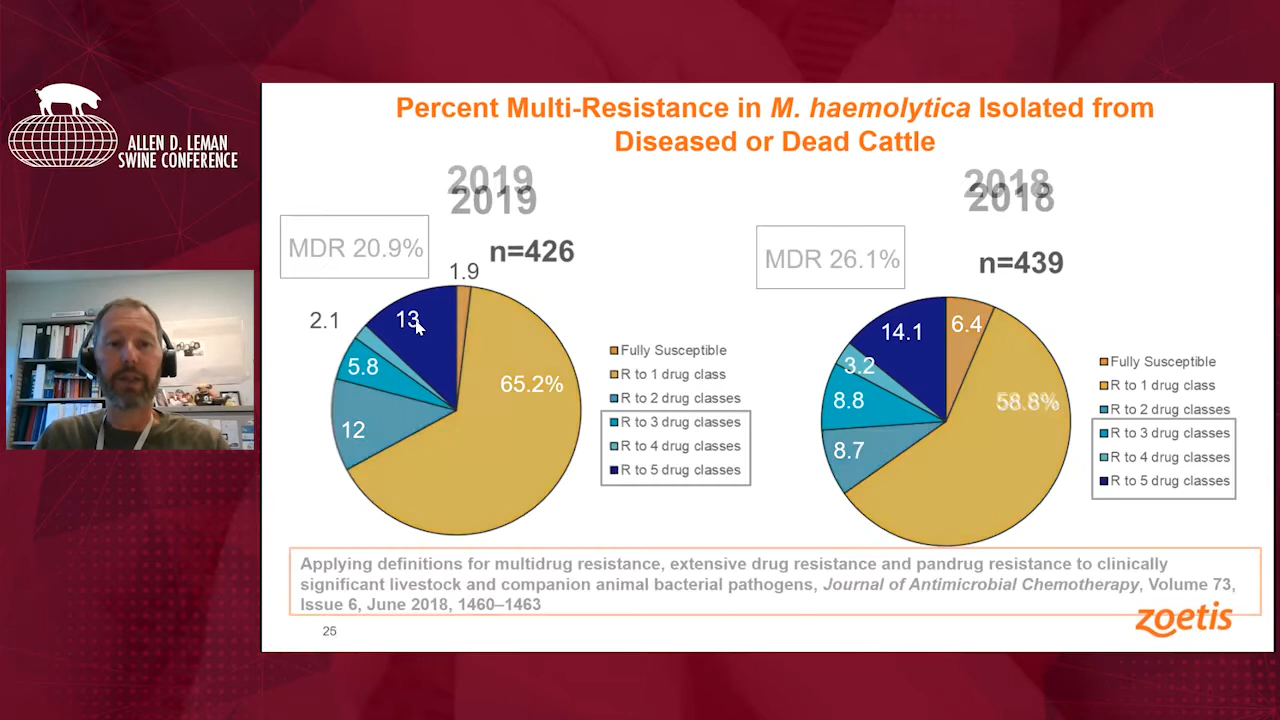 ALLEN D. LEMAN
SWINE CONFERENCE
Percent Multi-Resistance in M. haemolytica Isolated from
Diseased or Dead Cattle
2019
2019
MDR 20.9%
n=426
1.9
2.1
13
5.8
65.2%
12
Fully Susceptible
R to 1 drug class
R to 2 drug classes
R to 3 drug classes
R to 4 drug classes
R to 5 drug classes
2018
2018
MDR 26.1%
n=439
14.1
6.4
3.2
8.8
58.8%
8.7
Fully Susceptible
R to 1 drug class
R to 2 drug classes
R to 3 drug classes
R to 4 drug classes
R to 5 drug classes
Applying definitions for multidrug resistance, extensive drug resistance and pandrug resistance to clinically
significant livestock and companion animal bacterial pathogens, Journal of Antimicrobial Chemotherapy, Volume 73,
Issue 6, June 2018, 1460–1463
zoetis
25